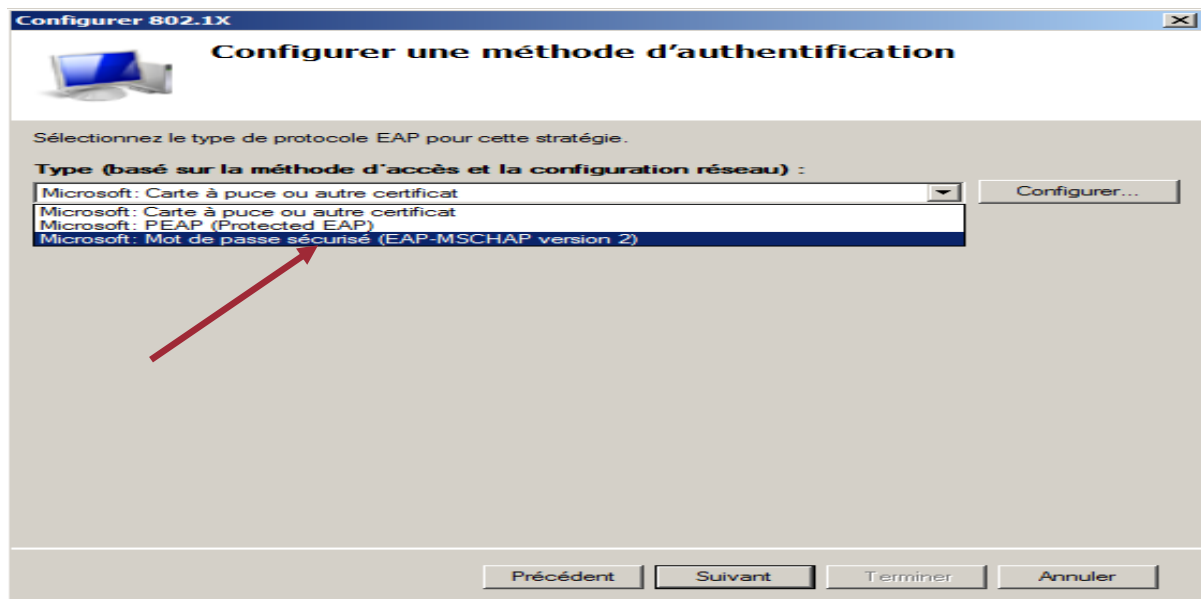 Configurer 802.1X
Configurer une méthode d'authentification
Sélectionnez le type de protocole EAP pour cette stratégie.
Type (basé sur la méthode d'accès et la configuration réseau) :
Microsoft: Carte à puce ou autre certificat
Configurer...
Microsoft: Carte à puce ou autre certificat
Microsoft: PEAP (Protected EAP)
Microsoft: Mot de passe sécurisé (EAP-MSCHAP version 2)
Précédent
Suivant
Terminer
Annuler